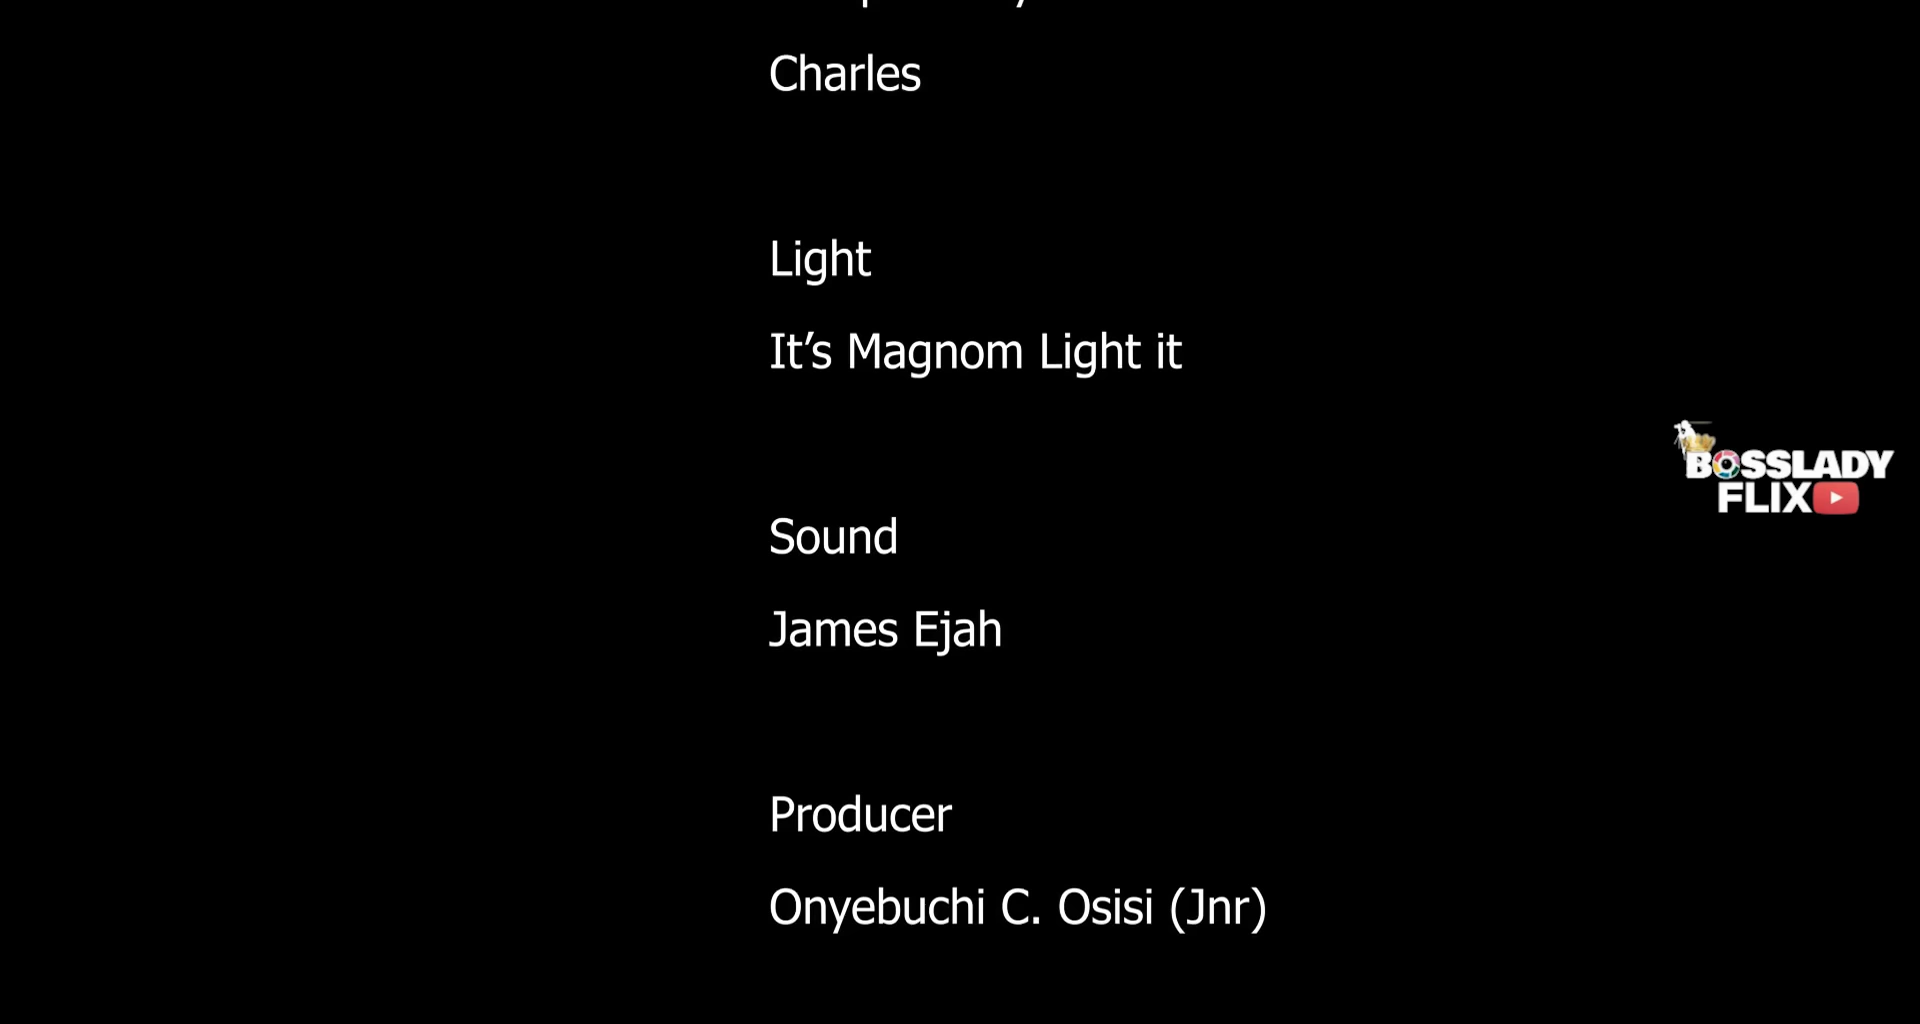 Charles
Light
It’s Magnom Light it
Sound
James Ejah
Producer
Onyebuchi C. Osisi (Jnr)
BOSSLADY
FLIX